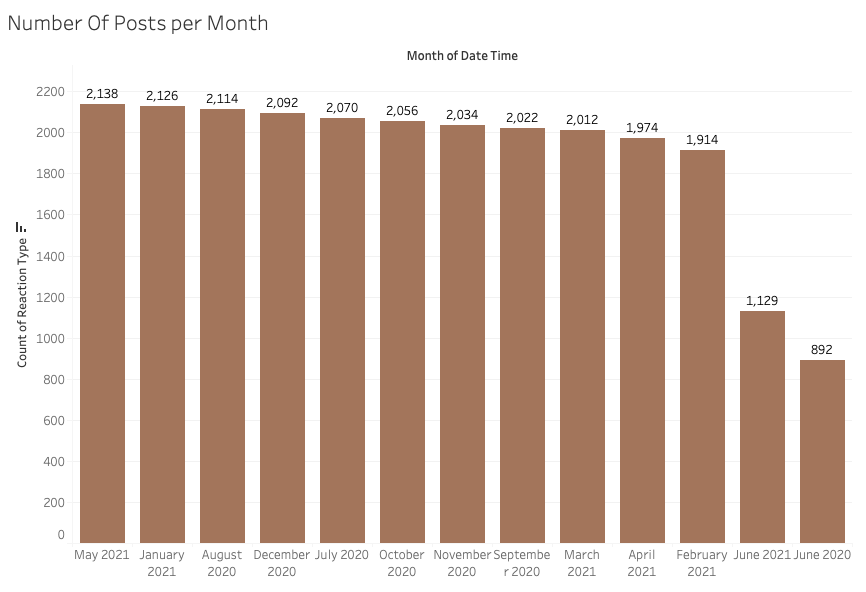 Number Of Posts per Month
Month of Date Time
Count of Reaction Type
2200
2000
1800
1600
1400
1200
1000
800
600
400
200
0
2,138
2,126
2,114
2,092
2,070
2,056
2,034
2,022
2,012
1,974
1,914
1,129
892
May 2021
January
2021
August
2020
December
2020
July 2020
October
2020
November
2020
Septembe
r 2020
March
2021
April
2021
February
2021
June 2021
June 2020